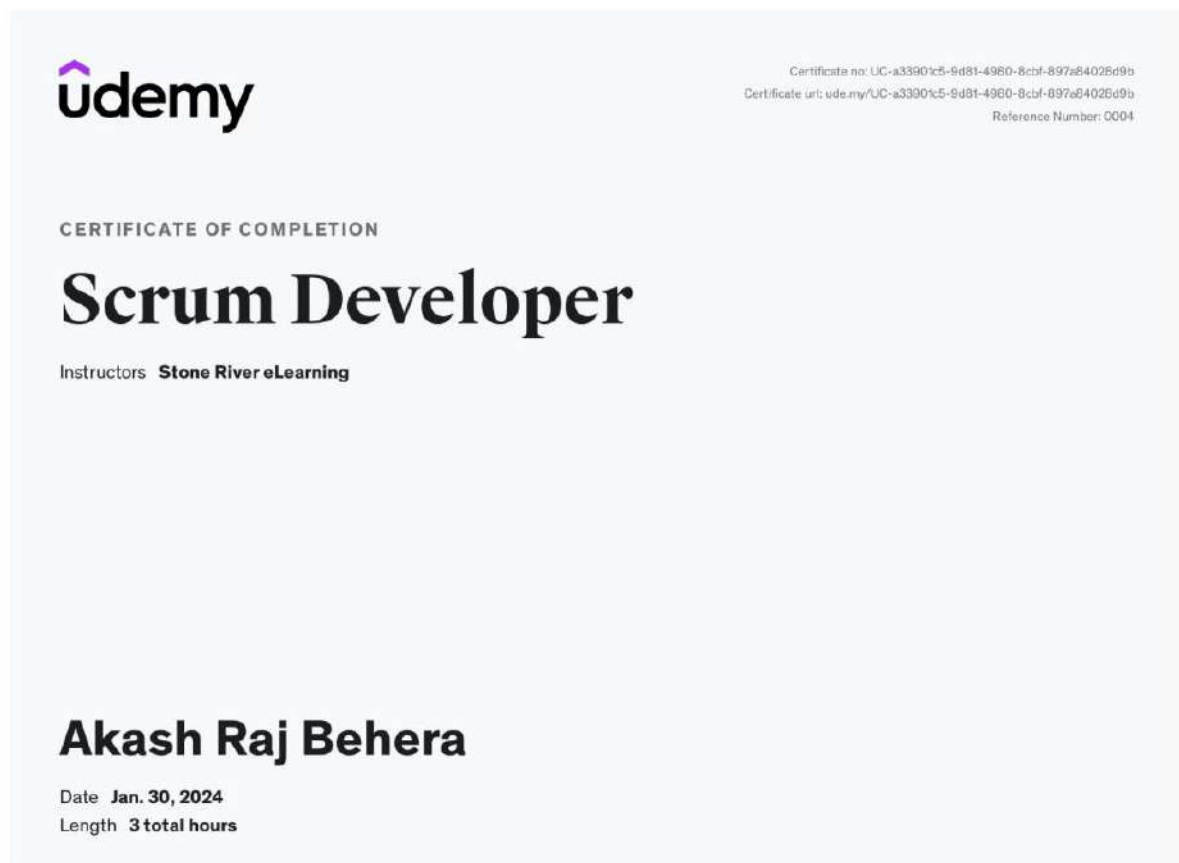 udemy
Certificate no: UC-a33901c5-9d81-4980-8cbf-897a84028d9b
Certificate url: ude.my/UC-a33901c5-9d81-4980-8cbf-897a84028d9b
Reference Number: 0004
CERTIFICATE OF COMPLETION
Scrum Developer
Instructors Stone River eLearning
Akash Raj Behera
Date Jan. 30, 2024
Length 3 total hours